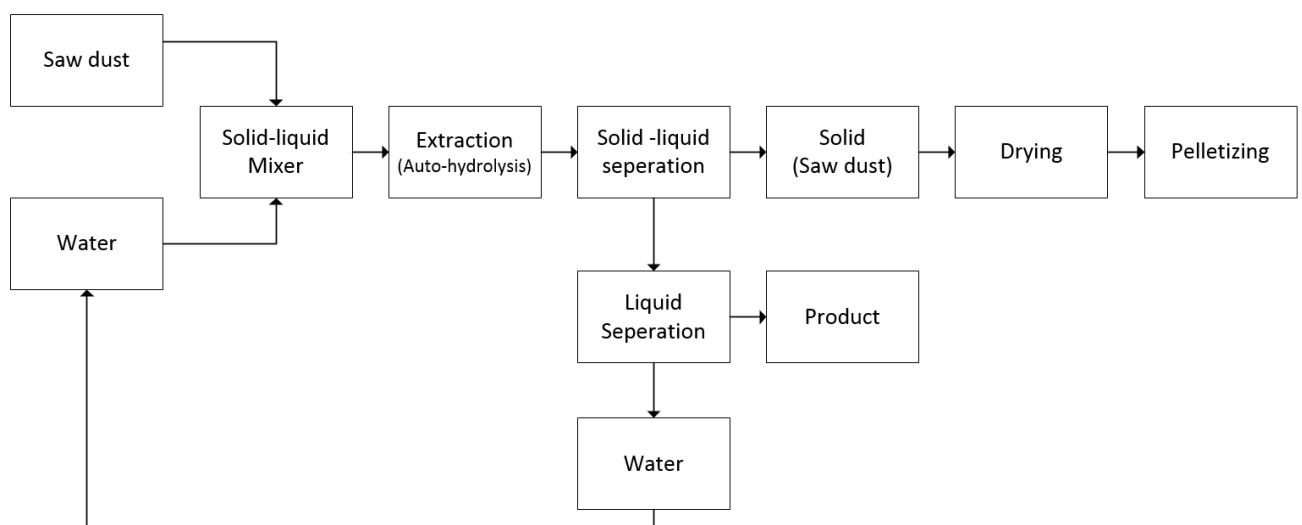 Saw dust
Solid-liquid
Mixer
Extraction
(Auto-hydrolysis)
Solid -liquid
seperation
Solid
(Saw dust)
Drying
Pelletizing
Water
Liquid
Seperation
Product
Water